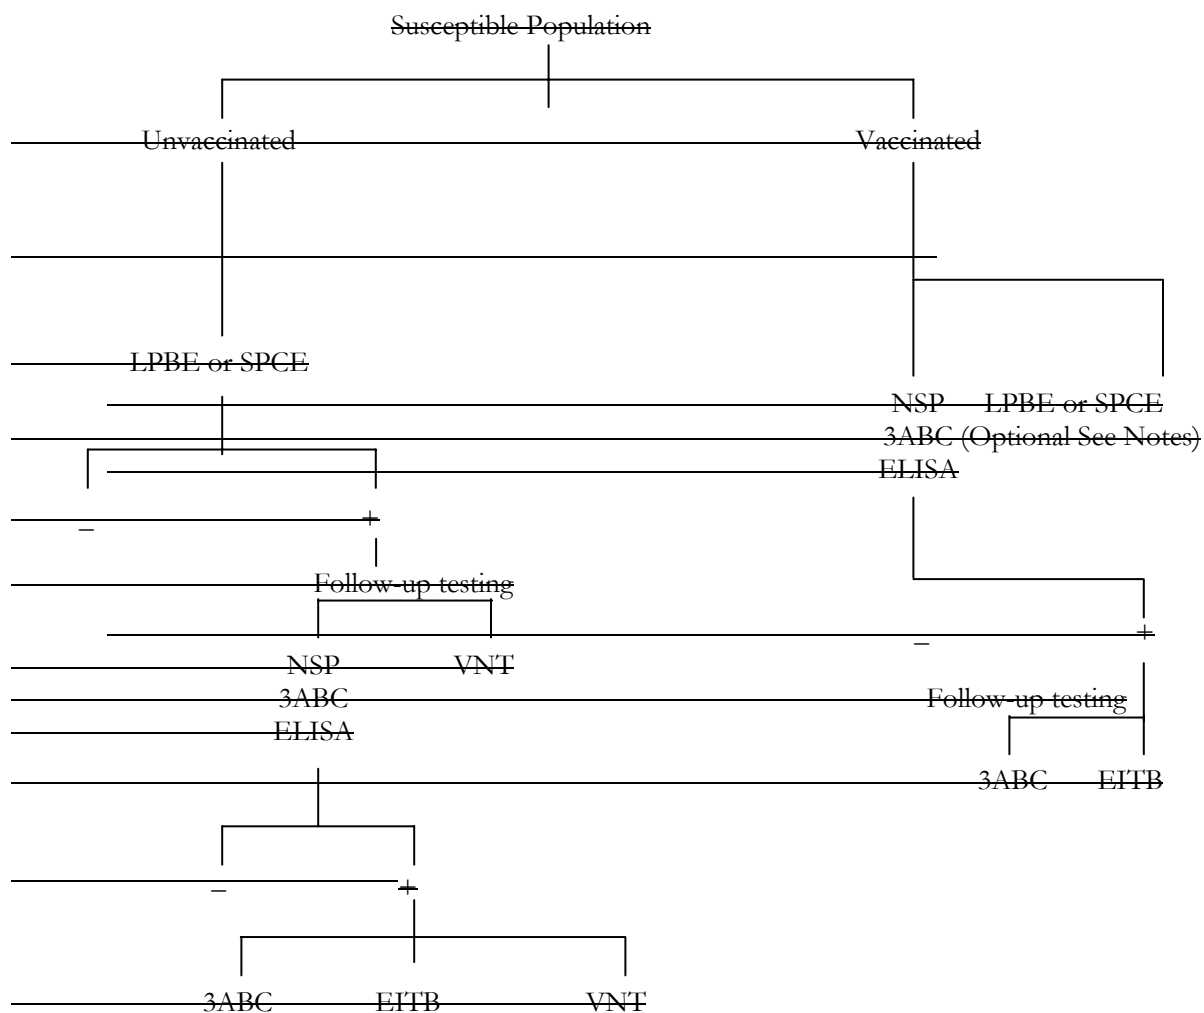 Susceptible Population
Unvaccinated Vaccinated
LPBE or SPCE
NSP LPBE or SPCE
3ABC (Optional See Notes)
ELISA
– +
Follow-up testing
– +
NSP VNT
3ABC Follow-up testing
ELISA
3ABC EITB
– +
3ABC EITB VNT